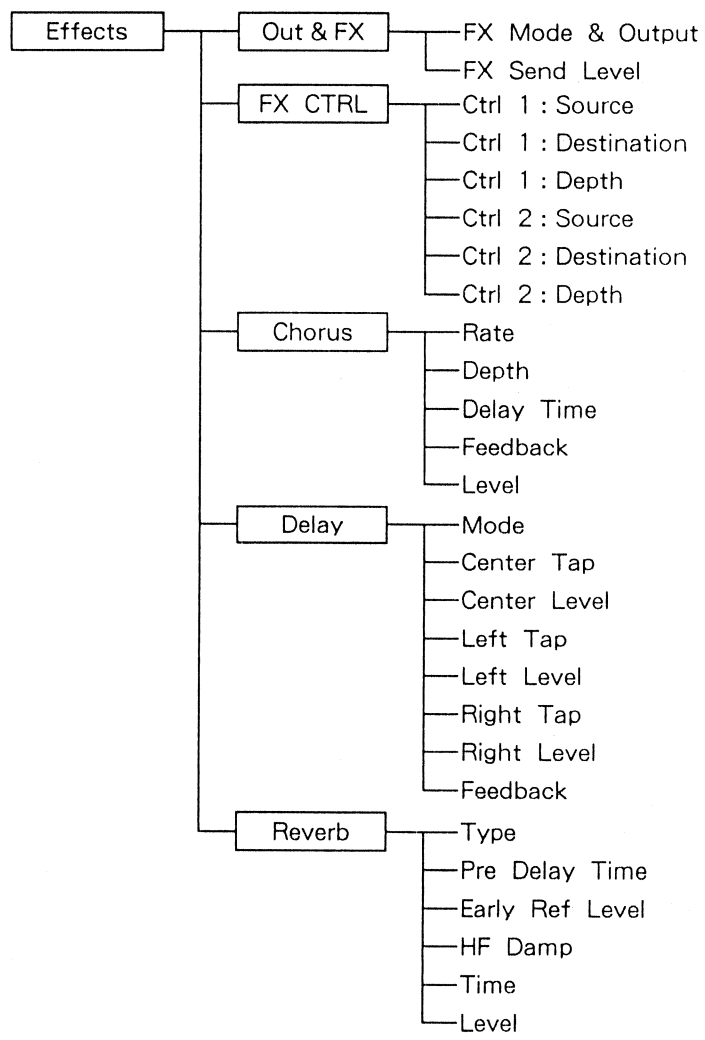 Effects
Out & FX
FX Mode & Output
FX Send Level
FX CTRL
Ctrl 1 : Source
Ctrl 1 : Destination
Ctrl 1 : Depth
Ctrl 2 : Source
Ctrl 2 : Destination
Ctrl 2 : Depth
Chorus
Rate
Depth
Delay Time
Feedback
Level
Delay
Mode
Center Tap
Center Level
Left Tap
Left Level
Right Tap
Right Level
Feedback
Reverb
Type
Pre Delay Time
Early Ref Level
HF Damp
Time
Level